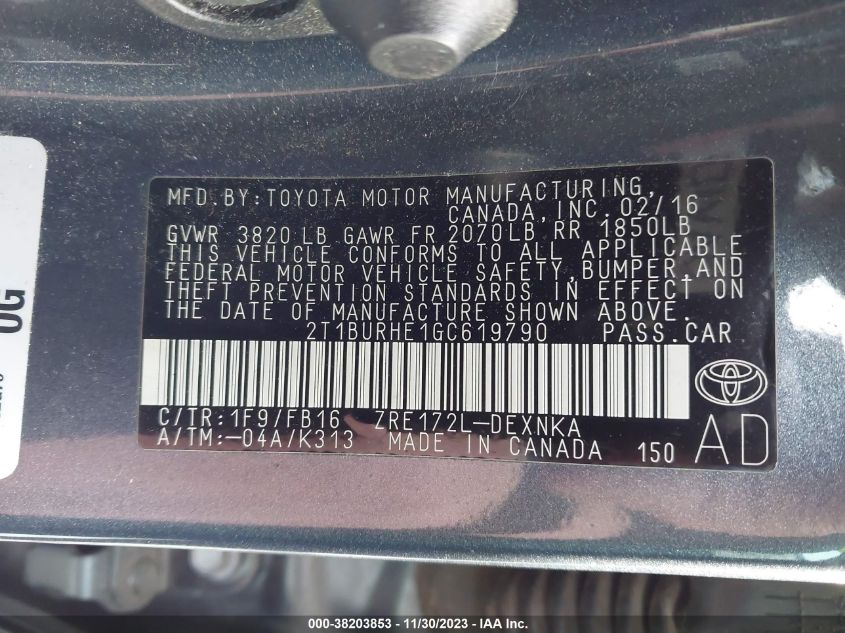 MFD. BY: TOYOTA MOTOR MANUFACTURING,
CANADA, INC. 02/16
GVWR 3820 LB GAWR FR 2070LB RR 1850LB
THIS VEHICLE CONFORMS TO ALL APPLICABLE
FEDERAL MOTOR VEHICLE SAFETY, BUMPER, AND
THEFT PREVENTION STANDARDS IN EFFECT ON
THE DATE OF MANUFACTURE SHOWN ABOVE.
2T1BURHE1GC619790 PASS. CAR
C/TR: 1F9/FB16 ZRE172L-DEXNKA
A/TM: -04A/K313 MADE IN CANADA 150
AD
OG
000-38203853 – 11/30/2023 – IAA Inc.